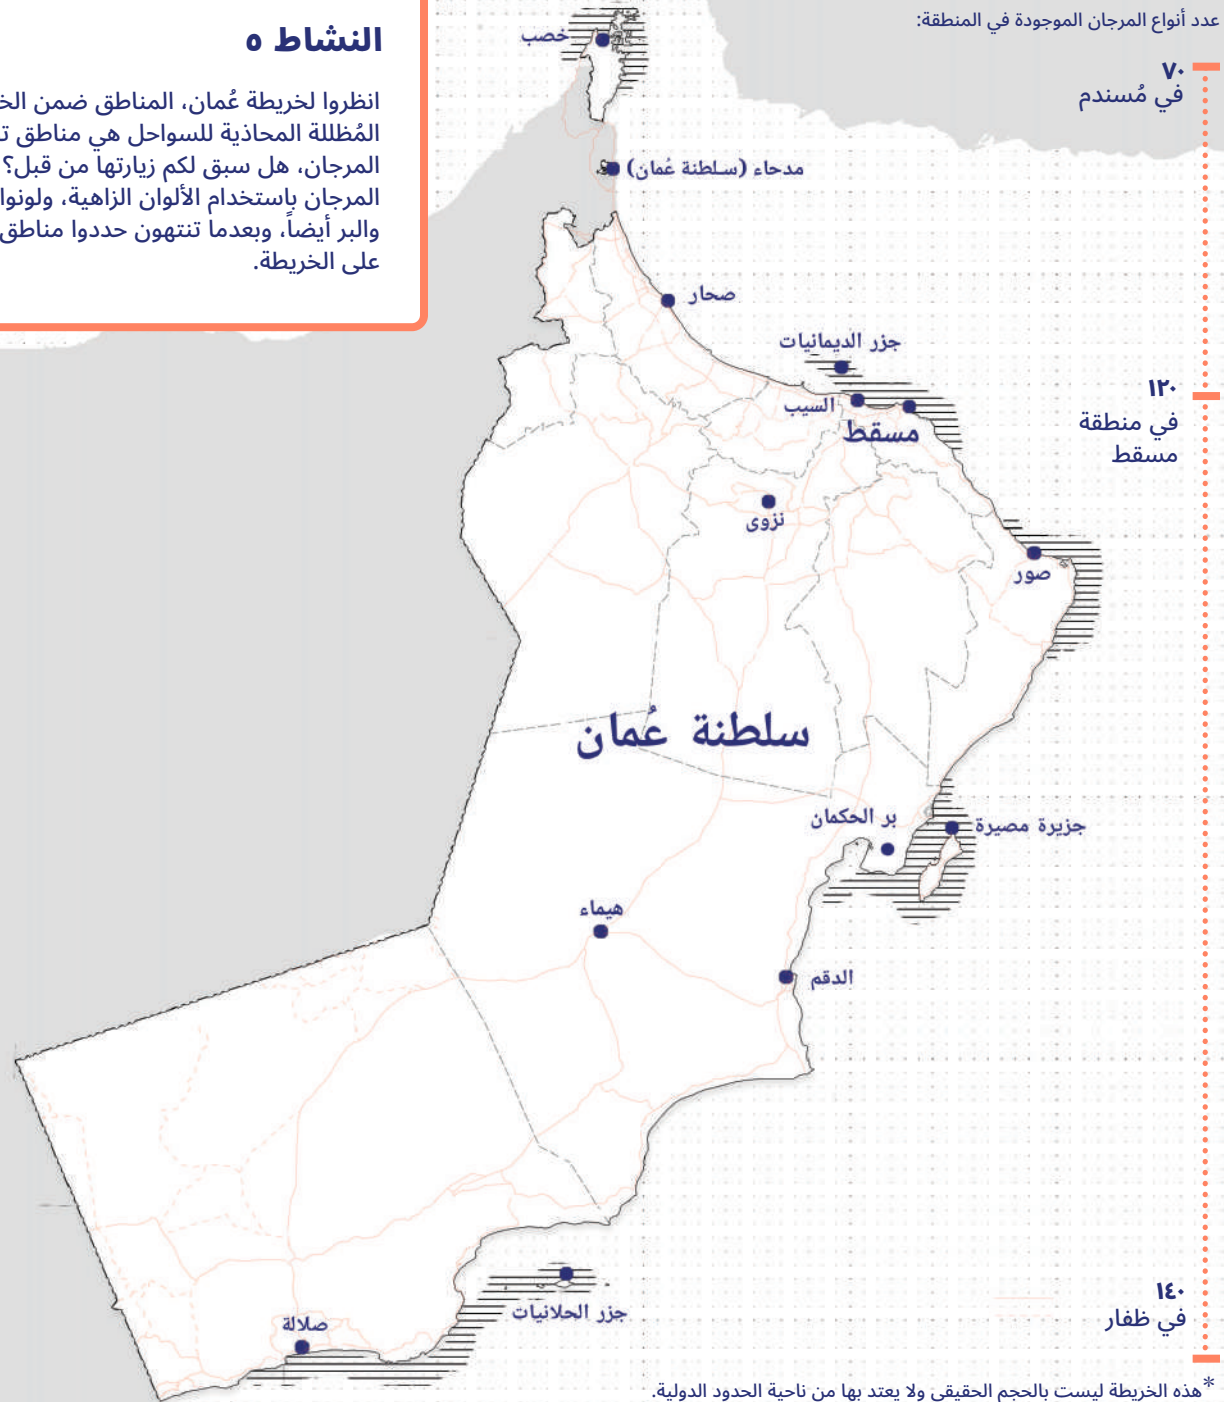 النشاط ٥
انظروا لخريطة عُمان، المناطق ضمن
المُظللة المحاذية للسواحل هي مناطق
المرجان، هل سبق لكم زيارتها من قبل؟
المرجان باستخدام الألوان الزاهية، ولونوا
والبر أيضاً، وبعدما تنتهون حددوا مناطق
على الخريطة.
عدد أنواع المرجان الموجودة في المنطقة:
٧٠
في مُسندم
١٢٠
في منطقة
مسقط
١٤٠
في ظفار
خصب
مدحاء (سلطنة عُمان)
صحار
جزر الديمانيات
السيب
مسقط
نزوى
صور
سلطنة عُمان
بر الحكمان
جزيرة مصيرة
هيماء
الدقم
جزر الحلانيات
صلالة
*هذه الخريطة ليست بالحجم الحقيقي ولا يعتد بها من ناحية الحدود الدولية.